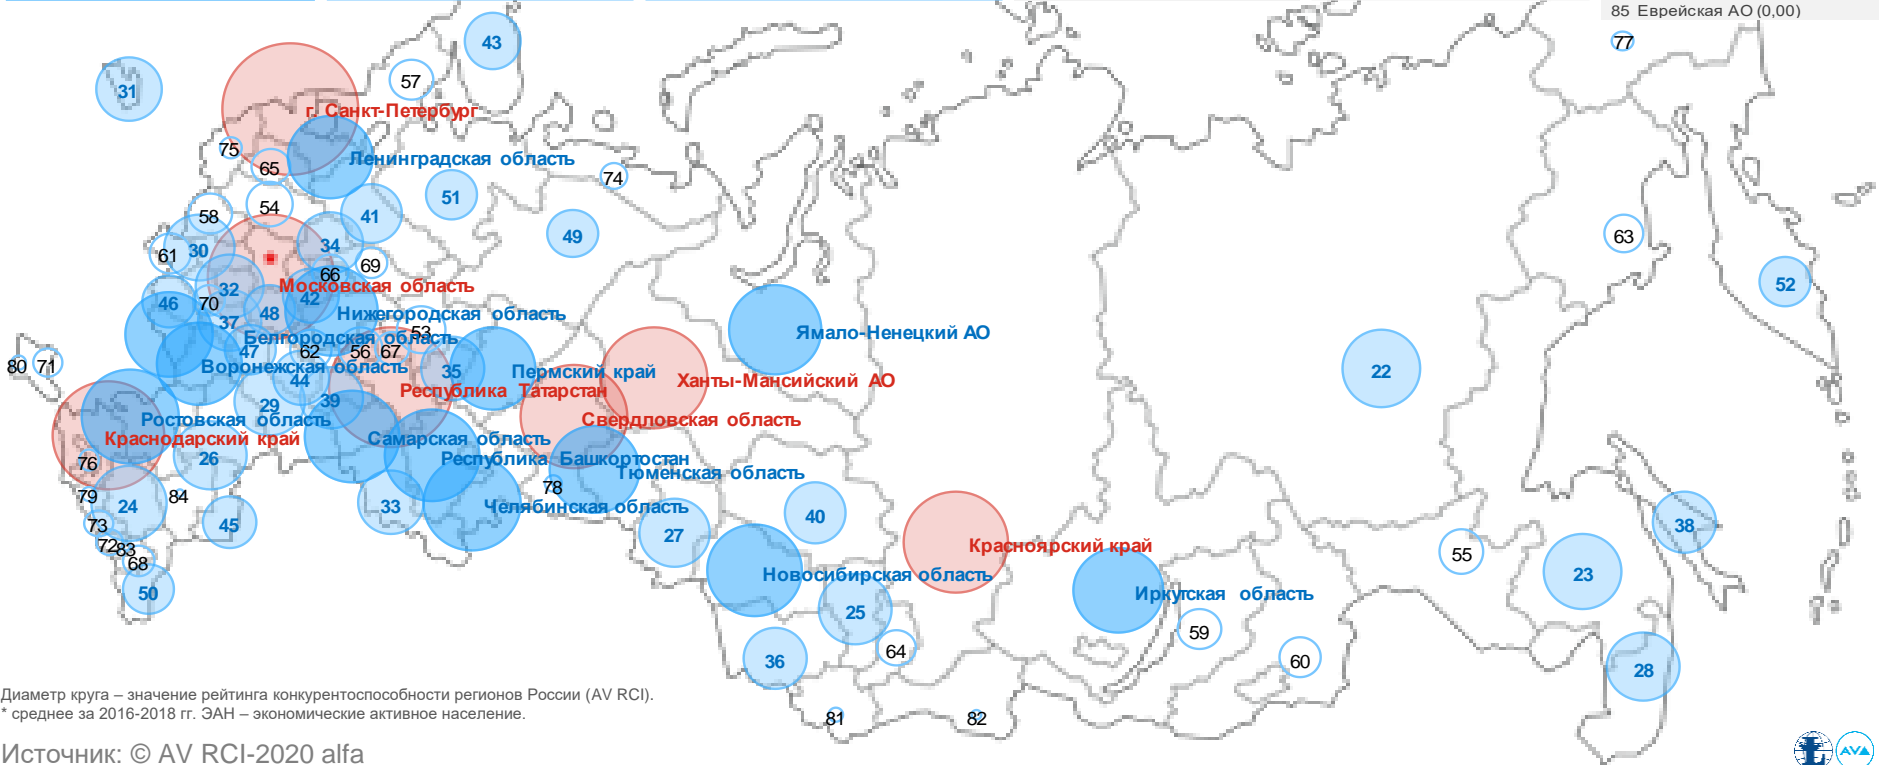 85 Еврейская АО (0,00)
43
77
57
31
г. Санкт-Петербург
75
Ленинградская область
65
74
51
54
58
41
63
49
34
30
61
69
66
52
Московская область
32
42
46
70
48
Нижегородская область
37
53
Ямало-Ненецкий АО
Белгородская область
47
62
56
67
80
71
Воронежская область
35
Пермский край
22
44
Ханты-Мансийский АО
Республика Татарстан
39
29
Ростовская область
Свердловская область
Краснодарский край
Самарская область
26
Республика Башкортостан
76
Тюменская область
78
79
84
24
33
Челябинская область
40
73
45
38
27
72
83
Красноярский край
55
68
Новосибирская область
23
50
Иркутская область
25
59
64
36
60
28
Диаметр круга – значение рейтинга конкурентоспособности регионов России (AV RCI).
* среднее за 2016-2018 гг. ЭАН – экономические активное население.
81
82
Источник: © AV RCI-2020 alfa
L
AVA